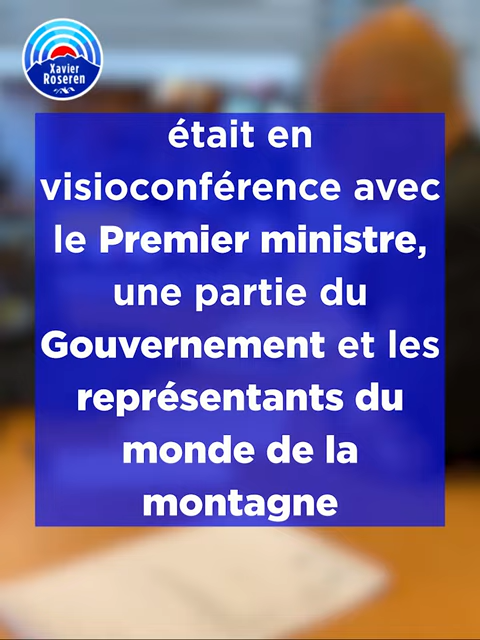 Xavier
Roseren
était en
visioconférence avec
le Premier ministre,
une partie du
Gouvernement et les
représentants du
monde de la
montagne